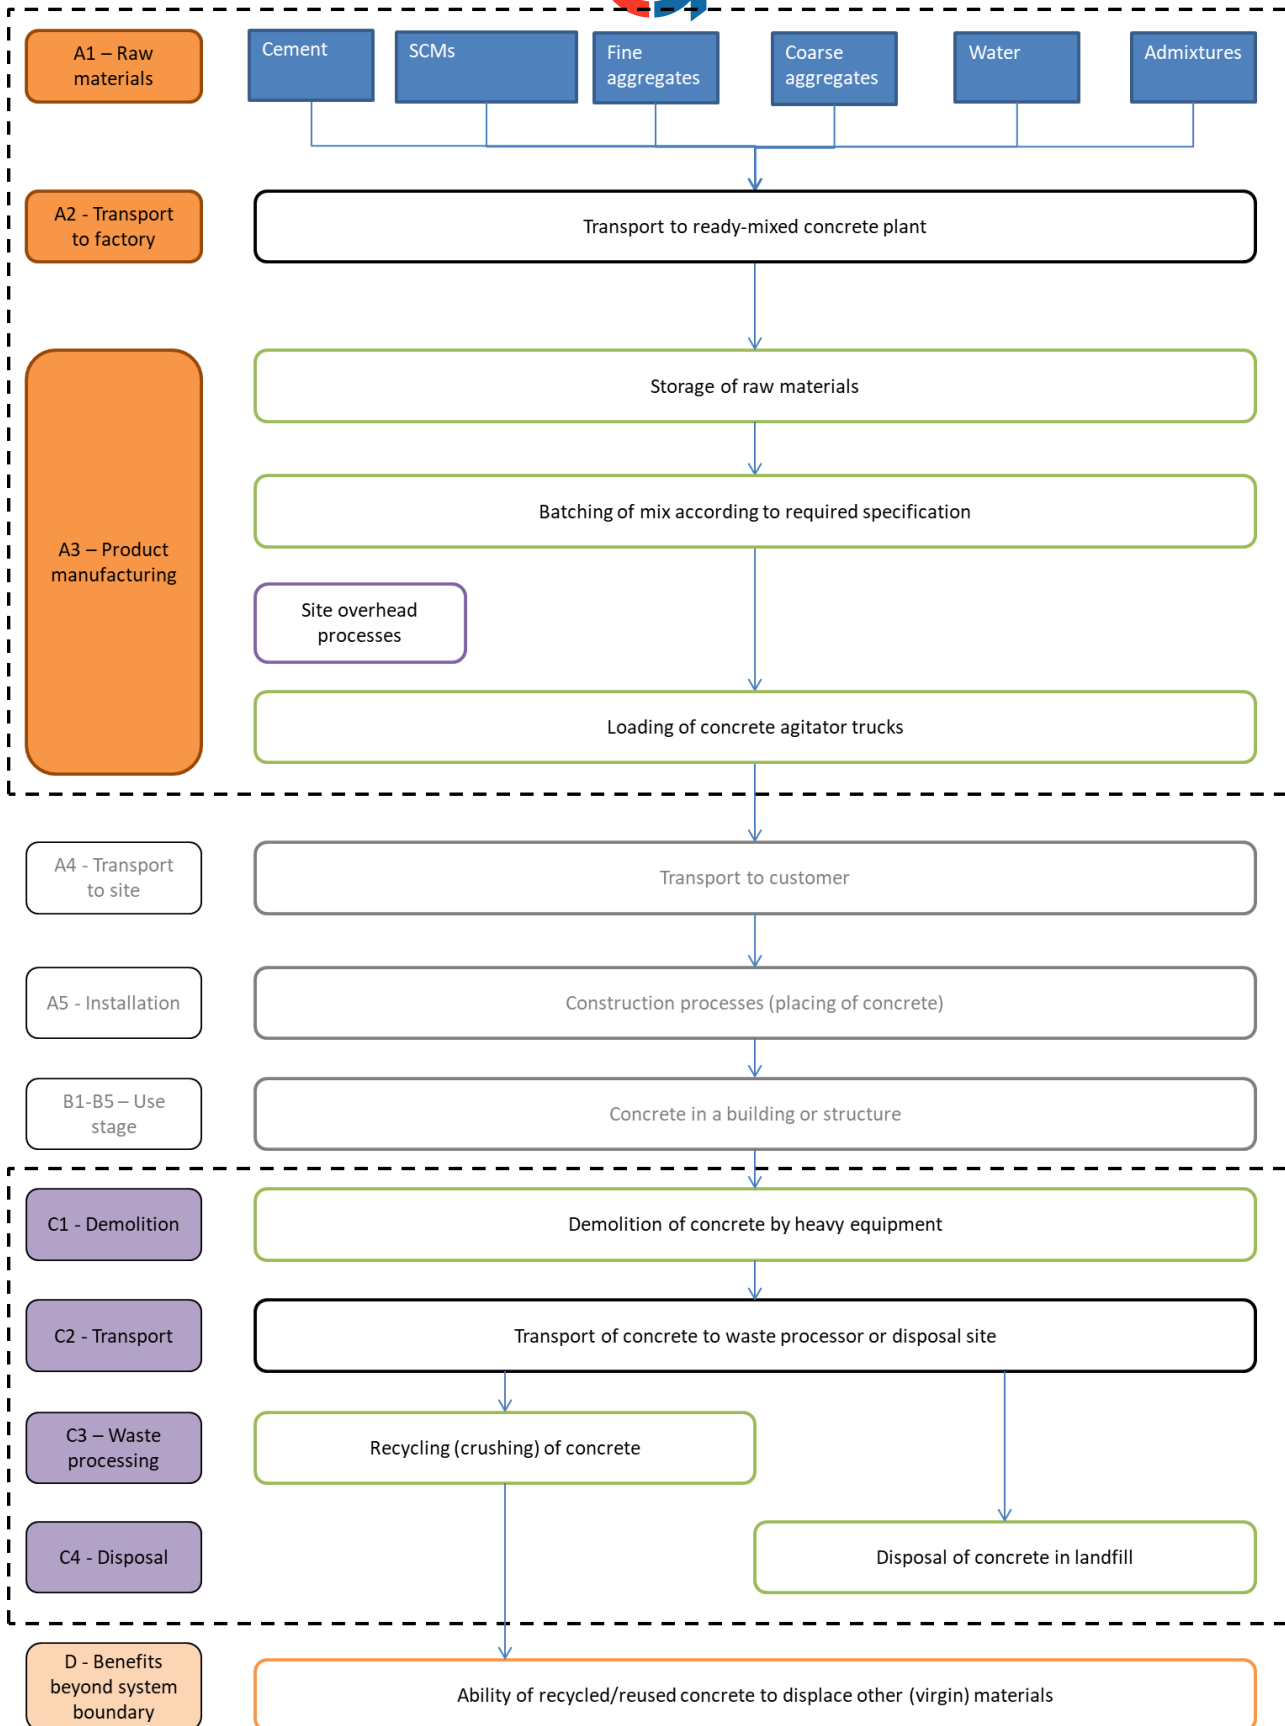 A1 – Raw
materials
Cement
SCMs
Fine
aggregates
Coarse
aggregates
Water
Admixtures
A2 - Transport
to factory
Transport to ready-mixed concrete plant
A3 – Product
manufacturing
Storage of raw materials
Batching of mix according to required specification
Site overhead
processes
Loading of concrete agitator trucks
A4 - Transport
to site
Transport to customer
A5 - Installation
Construction processes (placing of concrete)
B1-B5 – Use
stage
Concrete in a building or structure
C1 - Demolition
Demolition of concrete by heavy equipment
C2 - Transport
Transport of concrete to waste processor or disposal site
C3 – Waste
processing
Recycling (crushing) of concrete
C4 - Disposal
Disposal of concrete in landfill
D - Benefits
beyond system
boundary
Ability of recycled/reused concrete to displace other (virgin) materials